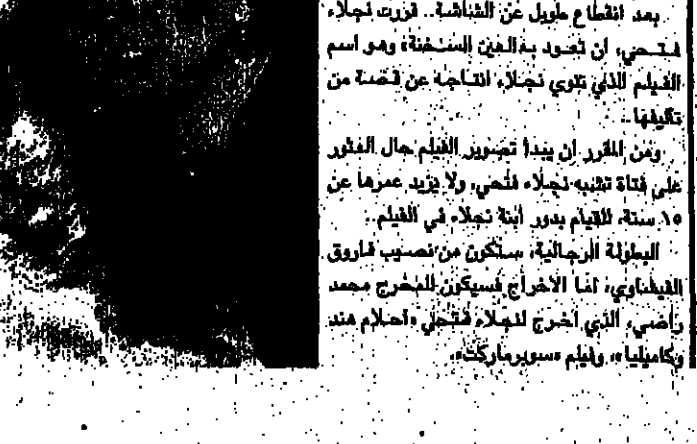 بعد انقطاع طويل عن الشاشة.. قررت نجلاء
فتحي، ان تعود بـ«العين السخنة» وهو اسم
الفيلم الذي تنوي نجلاء انتاجه عن قصة من
تأليفها..
ومن المقرر ان يبدأ تصوير الفيلم حال العثور
على فتاة تشبه نجلاء فتحي، ولا يزيد عمرها عن
١٥ سنة، للقيام بدور ابنة نجلاء في الفيلم..
البطولة الرجالية، ستكون من نصيب فاروق
الفيشاوي، اما الاخراج فسيكون للمخرج محمد
راضي، الذي اخرج لنجلاء فتحي «احلام هند
وكاميليا»، وفيلم «سوبرماركت».